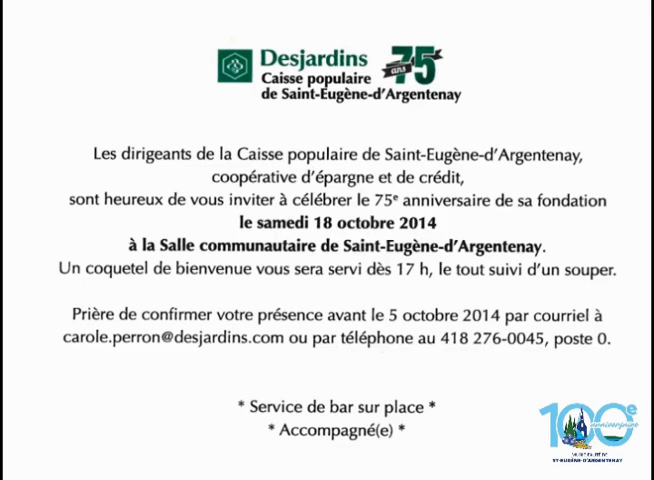 Desjardins
Caisse populaire
de Saint-Eugène-d'Argentenay
75
ans
Les dirigeants de la Caisse populaire de Saint-Eugène-d'Argentenay,
coopérative d'épargne et de crédit,
sont heureux de vous inviter à célébrer le 75e anniversaire de sa fondation
le samedi 18 octobre 2014
à la Salle communautaire de Saint-Eugène-d'Argentenay.
Un coquetel de bienvenue vous sera servi dès 17 h, le tout suivi d'un souper.
Prière de confirmer votre présence avant le 5 octobre 2014 par courriel à
carole.perron@desjardins.com ou par téléphone au 418 276-0045, poste 0.
* Service de bar sur place *
* Accompagné(e) *
100e
anniversaire
MUNICIPALITÉ DE
ST-EUGÈNE-D'ARGENTENAY